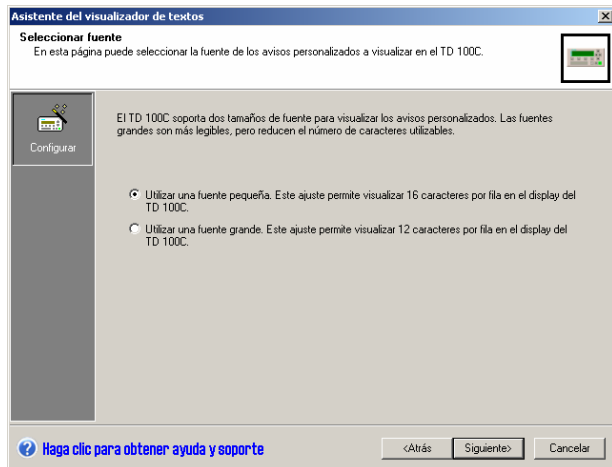 Asistente del visualizador de textos
Seleccionar fuente
En esta página puede seleccionar la fuente de los avisos personalizados a visualizar en el TD 100C.
Configurar
El TD 100C soporta dos tamaños de fuente para visualizar los avisos personalizados. Las fuentes
grandes son más legibles, pero reducen el número de caracteres utilizables.
Utilizar una fuente pequeña. Este ajuste permite visualizar 16 caracteres por fila en el display del
TD 100C.
Utilizar una fuente grande. Este ajuste permite visualizar 12 caracteres por fila en el display del
TD 100C.
Haga clic para obtener ayuda y soporte
<Atrás
Siguiente>
Cancelar